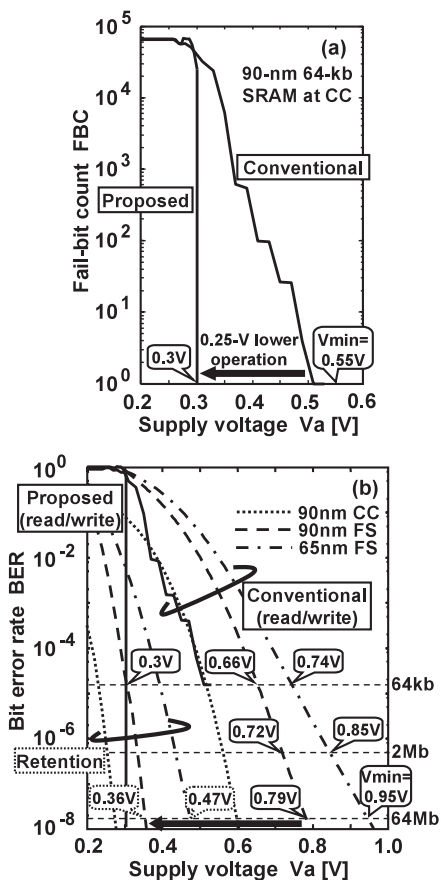 10^5
(a)
90-nm 64-kb
SRAM at CC
10^4
Fail-bit count FBC
10^3
Conventional
Proposed
10^2
10^1
0.25-V lower
operation
0.3V
Vmin=
0.55V
10^0
0.2 0.3 0.4 0.5 0.6
Supply voltage Va [V]
10^0
(b)
Proposed
(read/write)
90nm CC
90nm FS
65nm FS
10^-2
Bit error rate BER
Conventional
(read/write)
10^-4
0.3V
0.66V
0.74V
64kb
10^-6
0.72V
0.85V
2Mb
Retention
0.36V
0.47V
0.79V
Vmin=
0.95V
10^-8
64Mb
0.2 0.4 0.6 0.8 1.0
Supply voltage Va [V]